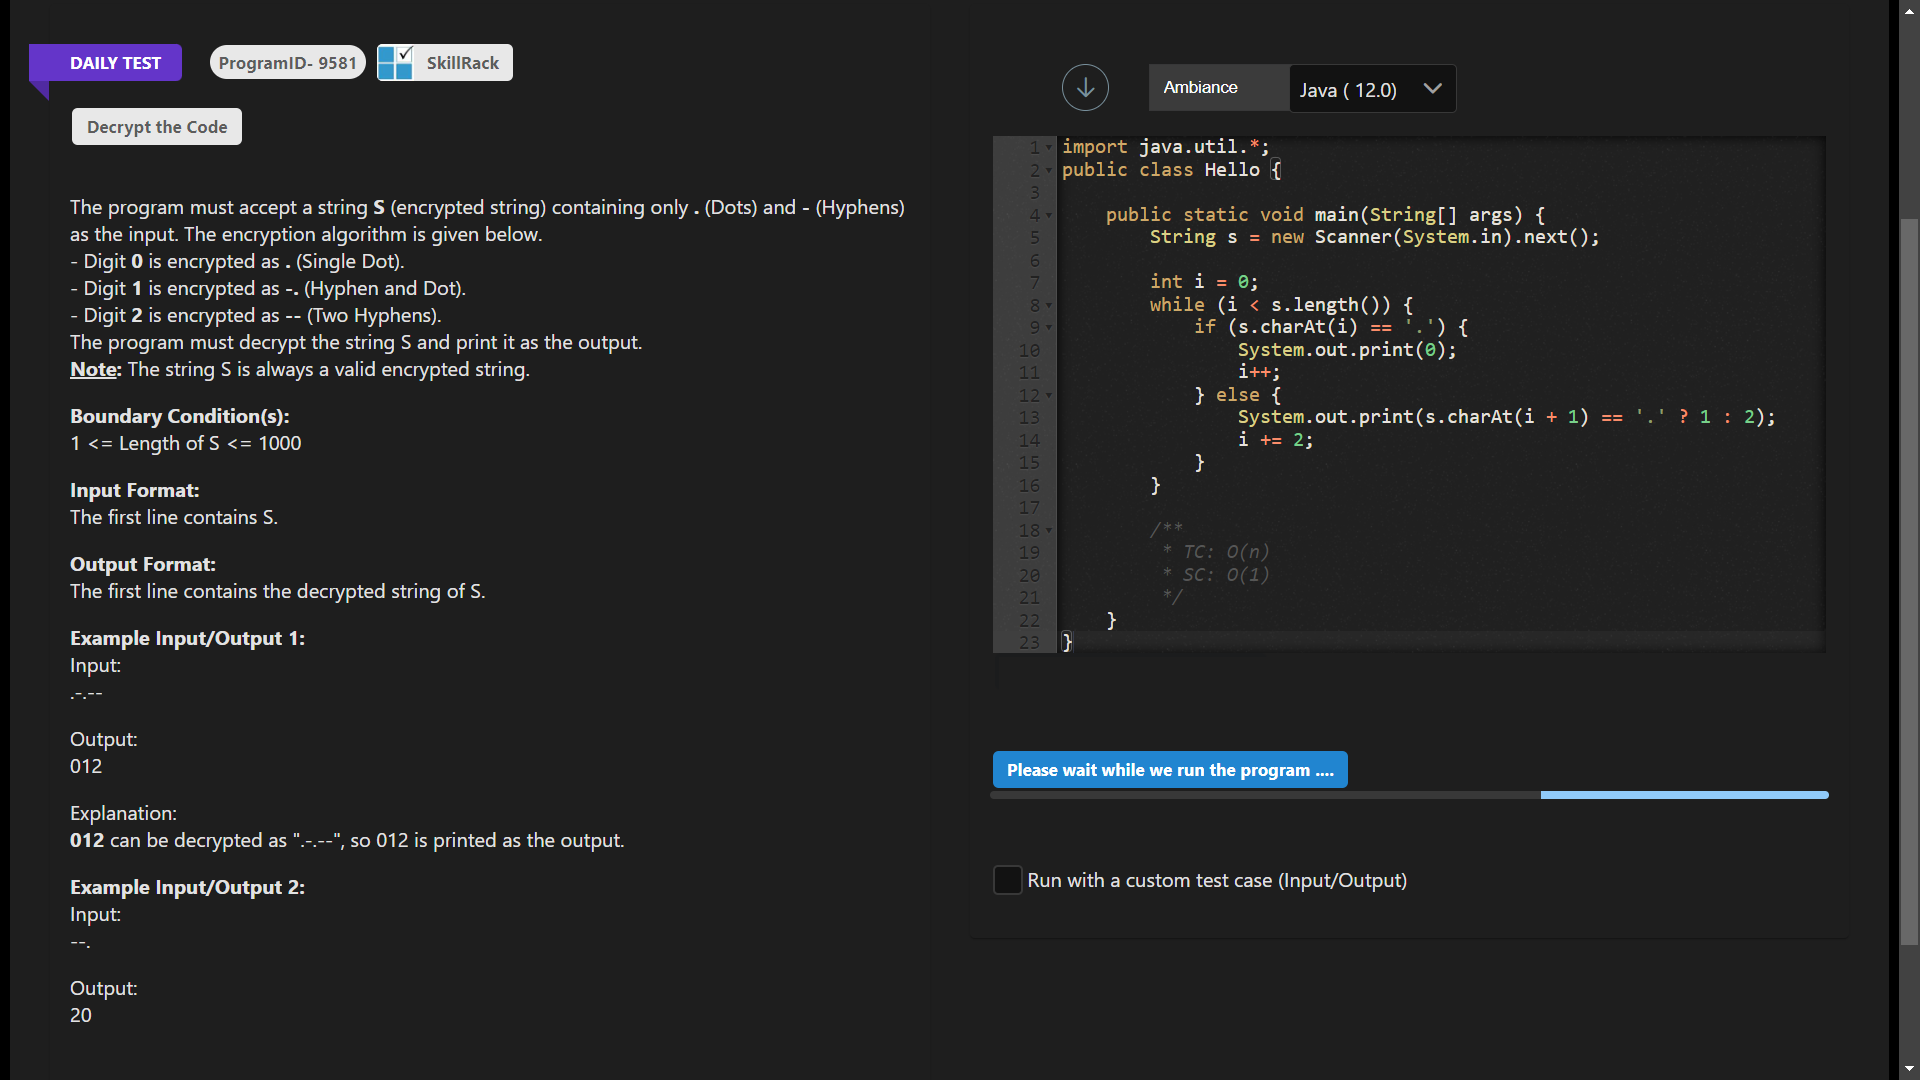 DAILY TEST
ProgramID- 9581
SkillRack
Decrypt the Code
The program must accept a string S (encrypted string) containing only . (Dots) and - (Hyphens)
as the input. The encryption algorithm is given below.
- Digit 0 is encrypted as . (Single Dot).
- Digit 1 is encrypted as -. (Hyphen and Dot).
- Digit 2 is encrypted as -- (Two Hyphens).
The program must decrypt the string S and print it as the output.
Note: The string S is always a valid encrypted string.
Boundary Condition(s):
1 <= Length of S <= 1000
Input Format:
The first line contains S.
Output Format:
The first line contains the decrypted string of S.
Example Input/Output 1:
Input:
.-.--
Output:
012
Explanation:
012 can be decrypted as ".-.--", so 012 is printed as the output.
Example Input/Output 2:
Input:
--.
Output:
20
Ambiance
Java ( 12.0)
1 import java.util.*;
2 public class Hello {
3
4     public static void main(String[] args) {
5         String s = new Scanner(System.in).next();
6
7         int i = 0;
8         while (i < s.length()) {
9             if (s.charAt(i) == '.') {
10                 System.out.print(0);
11                 i++;
12             } else {
13                 System.out.print(s.charAt(i + 1) == '.' ? 1 : 2);
14                 i += 2;
15             }
16         }
17
18         /**
19          * TC: O(n)
20          * SC: O(1)
21          */
22     }
23 }
Please wait while we run the program ....
Run with a custom test case (Input/Output)